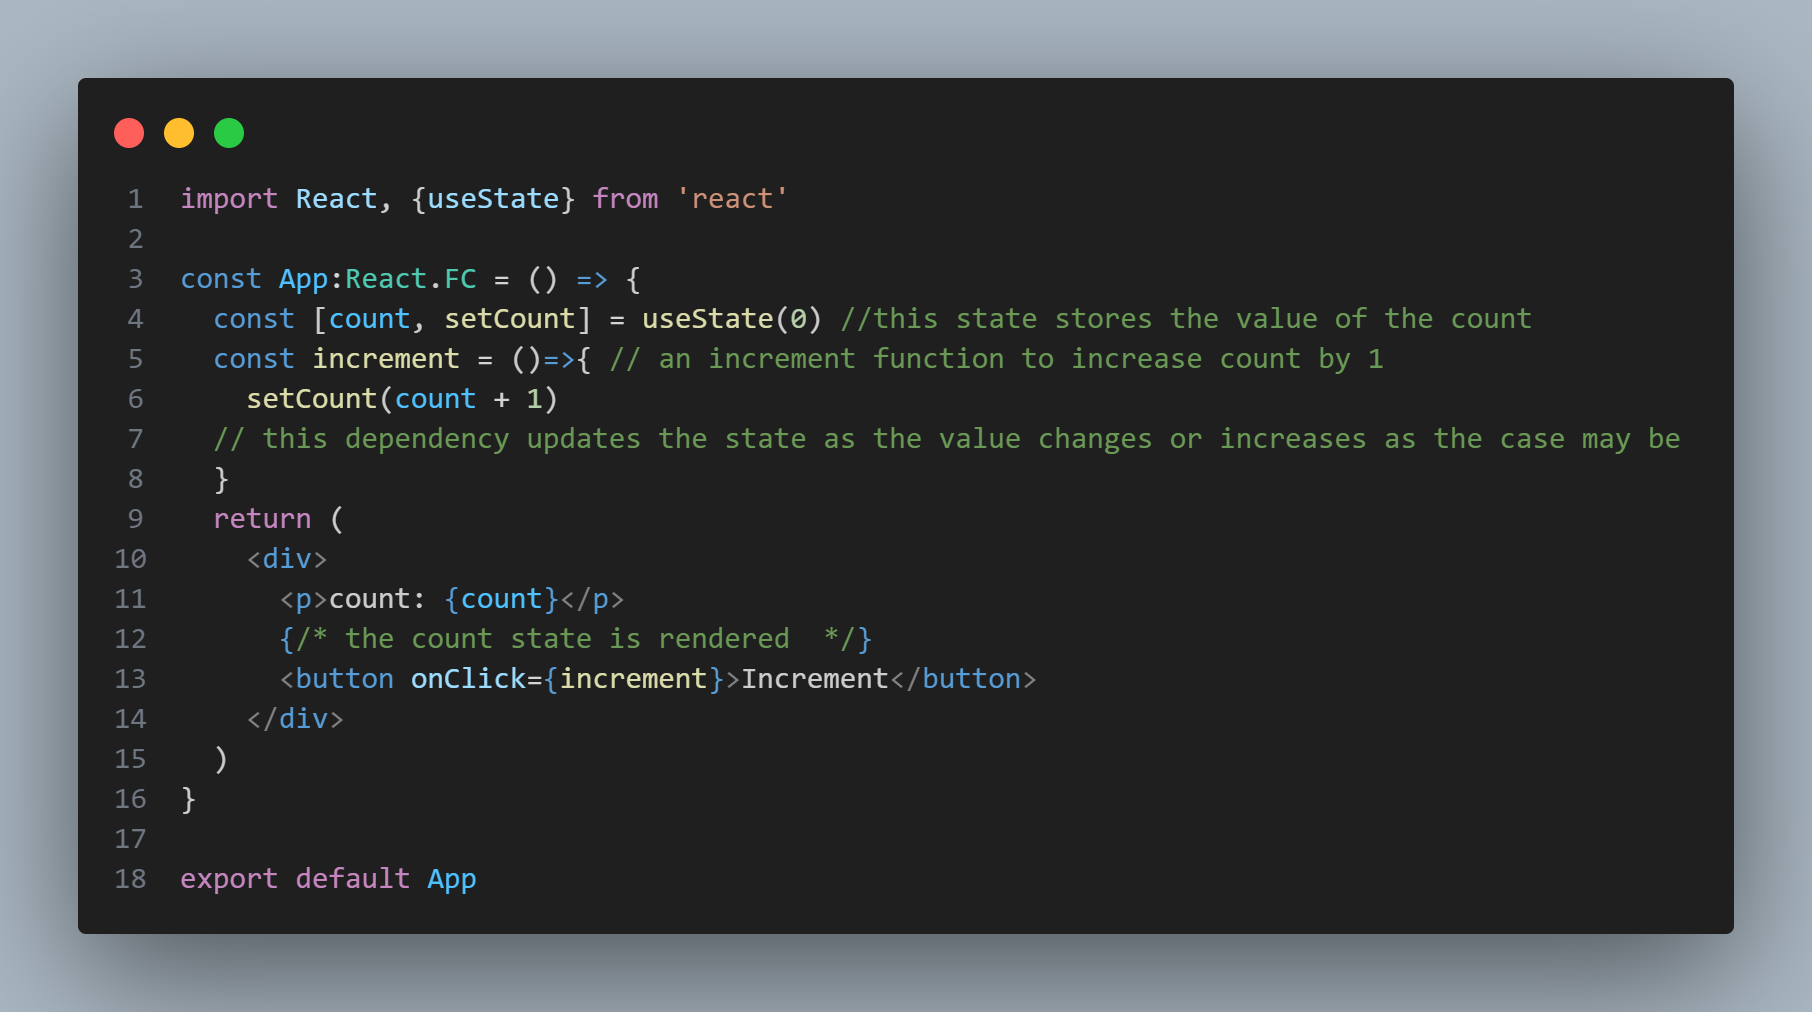 1 import React, {useState} from 'react'
2
3 const App:React.FC = () => {
4   const [count, setCount] = useState(0) //this state stores the value of the count
5   const increment = ()=>{ // an increment function to increase count by 1
6     setCount(count + 1)
7   // this dependency updates the state as the value changes or increases as the case may be
8   }
9   return (
10     <div>
11       <p>count: {count}</p>
12       {/* the count state is rendered  */}
13       <button onClick={increment}>Increment</button>
14     </div>
15   )
16 }
17
18 export default App